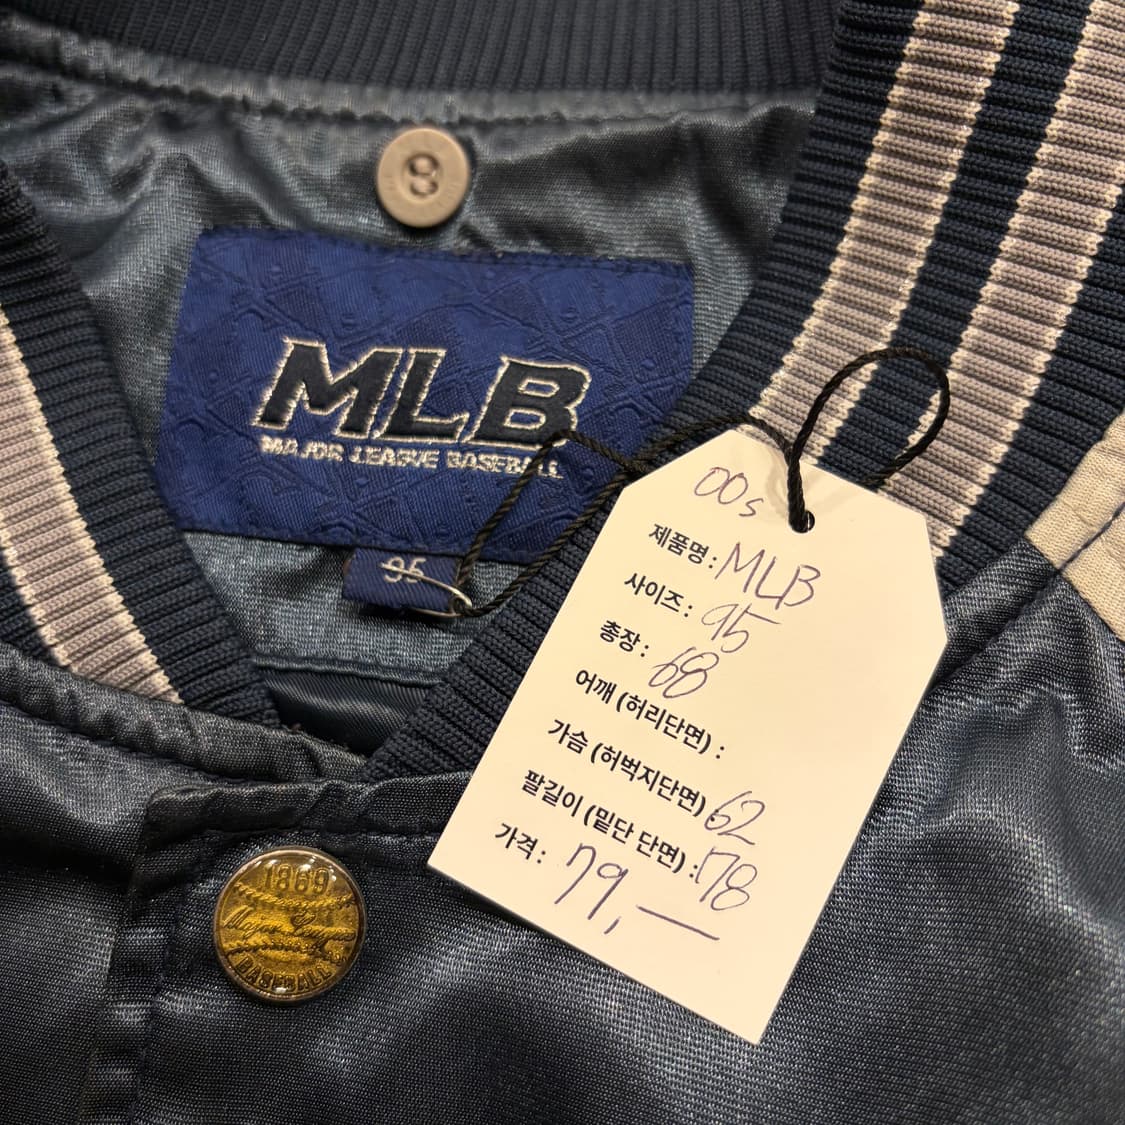 MLB
MAJOR LEAGUE BASEBALL
95
00s
제품명 : MLB
사이즈 : 95
총장 : 68
어깨 (허리단면) :
가슴 (허벅지단면) : 62
팔길이 (밑단 단면) : 78
가격 : 79,—
1869
Major League
BASEBALL